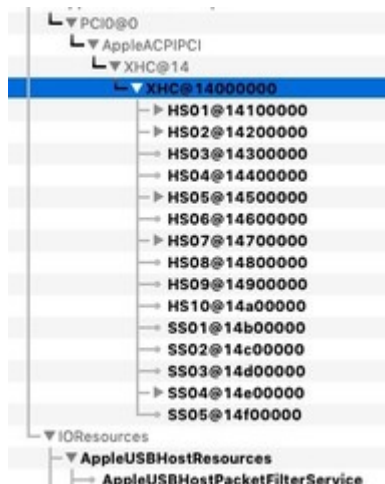 PCI0@0
AppleACPIPCI
XHC@14
XHC@14000000
HS01@14100000
HS02@14200000
HS03@14300000
HS04@14400000
HS05@14500000
HS06@14600000
HS07@14700000
HS08@14800000
HS09@14900000
HS10@14a00000
SS01@14b00000
SS02@14c00000
SS03@14d00000
SS04@14e00000
SS05@14f00000
IOResources
AppleUSBHostResources
AppleUSBHostPacketFilterService